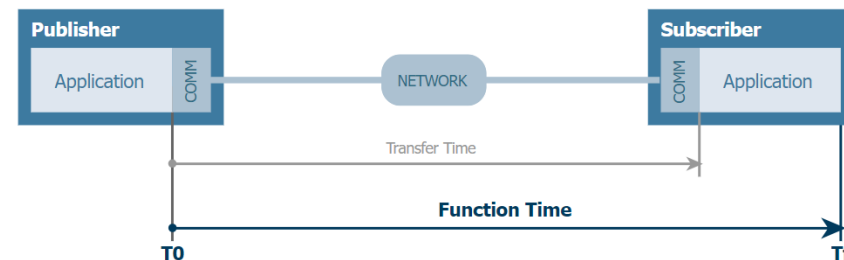 Publisher
Subscriber
Application
COMM
NETWORK
COMM
Application
Transfer Time
Function Time
T0